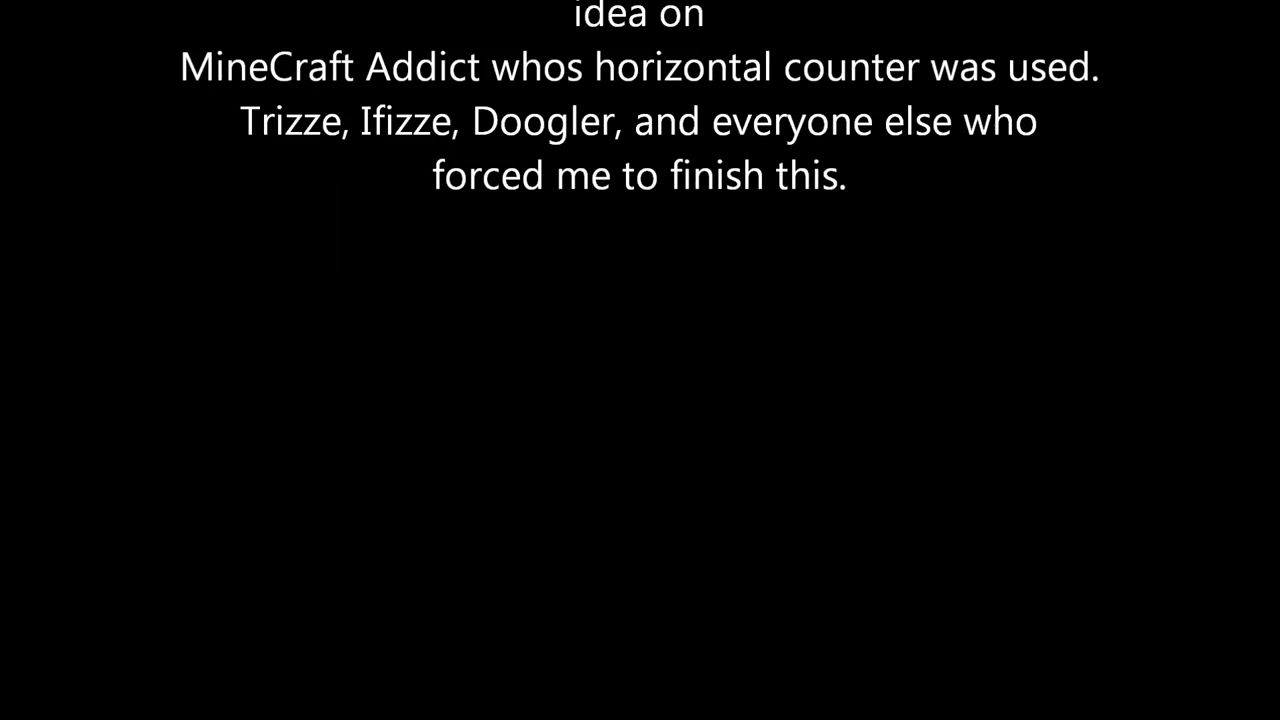 idea on
MineCraft Addict whos horizontal counter was used.
Trizze, Ifizze, Doogler, and everyone else who
forced me to finish this.